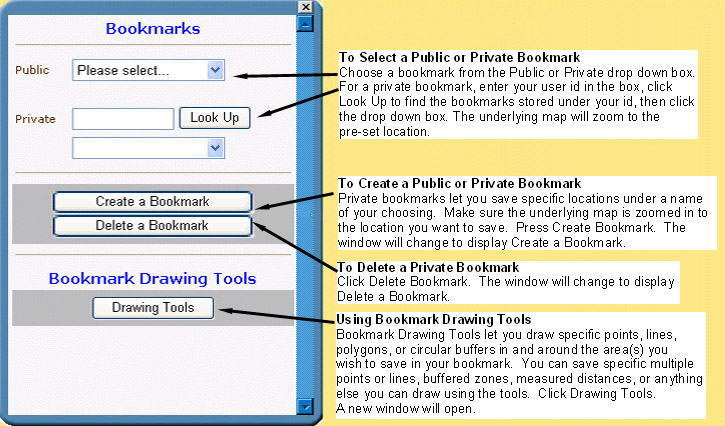 Bookmarks
Public
Please select...
Private
Look Up
Create a Bookmark
Delete a Bookmark
Bookmark Drawing Tools
Drawing Tools
To Select a Public or Private Bookmark
Choose a bookmark from the Public or Private drop down box.
For a private bookmark, enter your user id in the box, click
Look Up to find the bookmarks stored under your id, then click
the drop down box. The underlying map will zoom to the
pre-set location.
To Create a Public or Private Bookmark
Private bookmarks let you save specific locations under a name
of your choosing. Make sure the underlying map is zoomed in to
the location you want to save. Press Create Bookmark. The
window will change to display Create a Bookmark.
To Delete a Private Bookmark
Click Delete Bookmark. The window will change to display
Delete a Bookmark.
Using Bookmark Drawing Tools
Bookmark Drawing Tools let you draw specific points, lines,
polygons, or circular buffers in and around the area(s) you
wish to save in your bookmark. You can save specific multiple
points or lines, buffered zones, measured distances, or anything
else you can draw using the tools. Click Drawing Tools.
A new window will open.